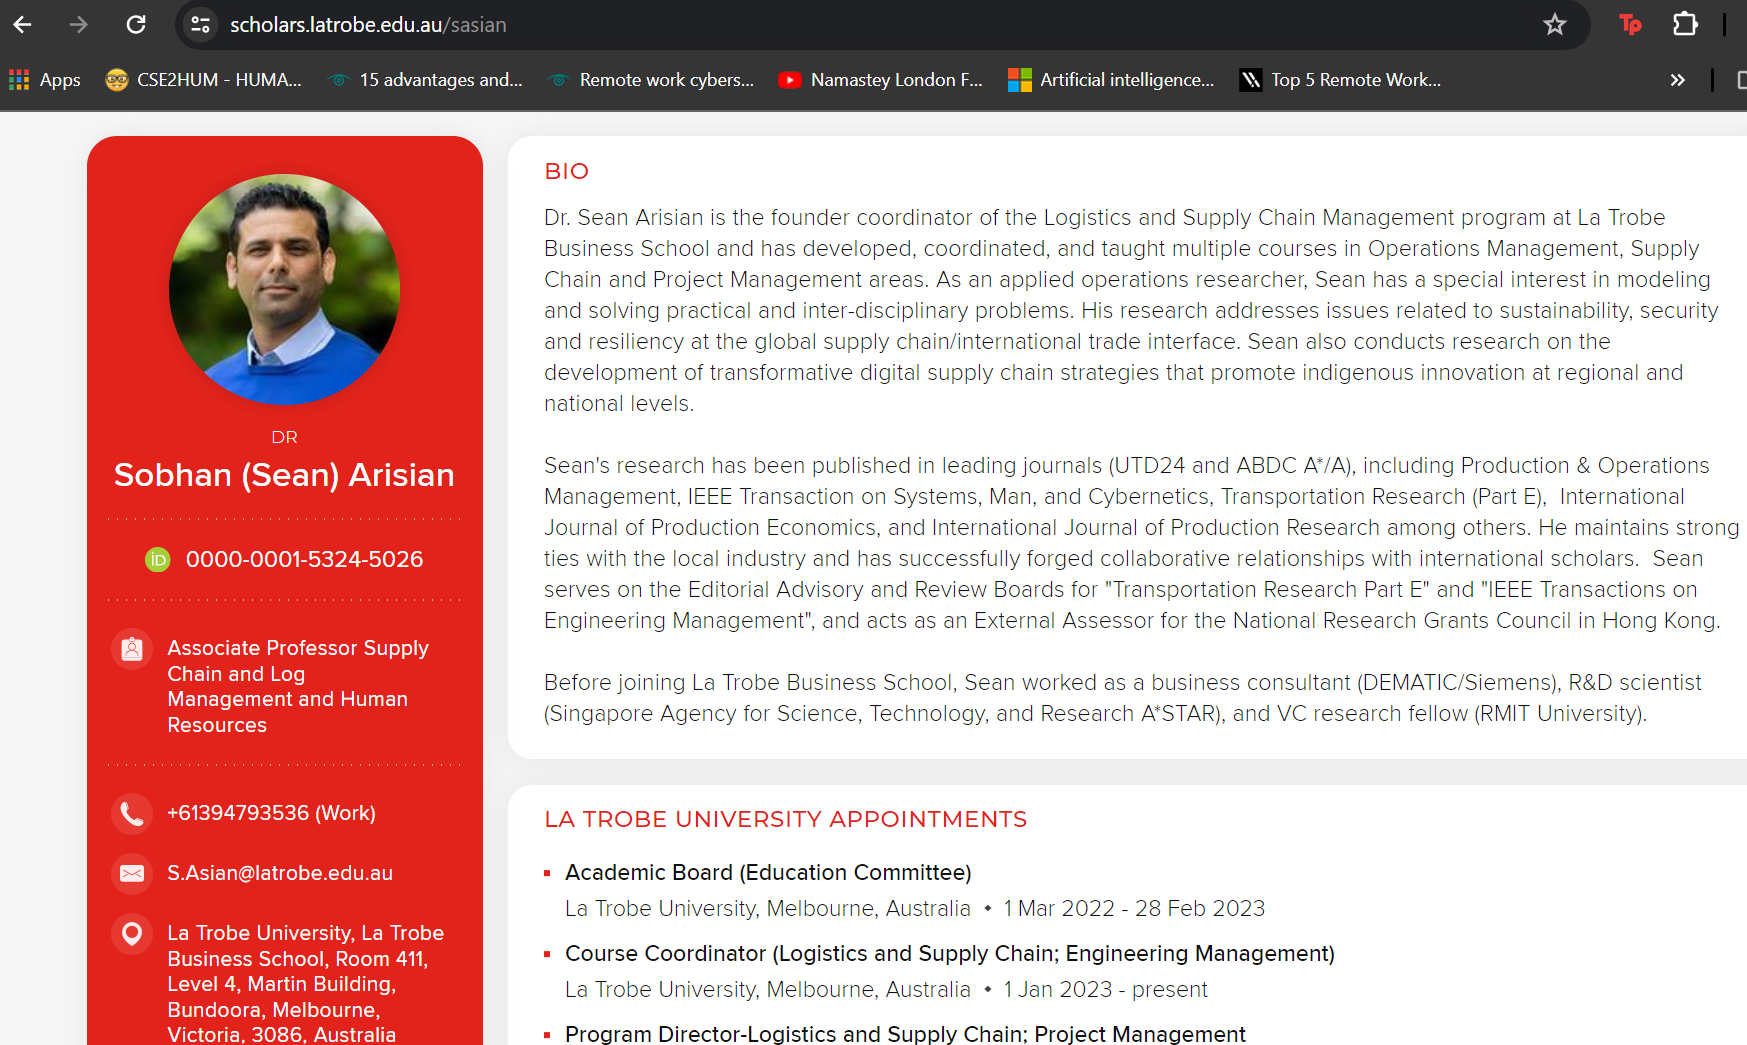 scholars.latrobe.edu.au/sasian
Tp
Apps
CSE2HUM - HUMA...
15 advantages and...
Remote work cybers...
Namastey London F...
Artificial intelligence...
Top 5 Remote Work...
»
DR
Sobhan (Sean) Arisian
iD 0000-0001-5324-5026
Associate Professor Supply
Chain and Log
Management and Human
Resources
+61394793536 (Work)
S.Asian@latrobe.edu.au
La Trobe University, La Trobe
Business School, Room 411,
Level 4, Martin Building,
Bundoora, Melbourne,
Victoria, 3086, Australia
BIO
Dr. Sean Arisian is the founder coordinator of the Logistics and Supply Chain Management program at La Trobe
Business School and has developed, coordinated, and taught multiple courses in Operations Management, Supply
Chain and Project Management areas. As an applied operations researcher, Sean has a special interest in modeling
and solving practical and inter-disciplinary problems. His research addresses issues related to sustainability, security
and resiliency at the global supply chain/international trade interface. Sean also conducts research on the
development of transformative digital supply chain strategies that promote indigenous innovation at regional and
national levels.
Sean's research has been published in leading journals (UTD24 and ABDC A*/A), including Production & Operations
Management, IEEE Transaction on Systems, Man, and Cybernetics, Transportation Research (Part E),  International
Journal of Production Economics, and International Journal of Production Research among others. He maintains strong
ties with the local industry and has successfully forged collaborative relationships with international scholars.  Sean
serves on the Editorial Advisory and Review Boards for "Transportation Research Part E" and "IEEE Transactions on
Engineering Management", and acts as an External Assessor for the National Research Grants Council in Hong Kong.
Before joining La Trobe Business School, Sean worked as a business consultant (DEMATIC/Siemens), R&D scientist
(Singapore Agency for Science, Technology, and Research A*STAR), and VC research fellow (RMIT University).
LA TROBE UNIVERSITY APPOINTMENTS
Academic Board (Education Committee)
La Trobe University, Melbourne, Australia • 1 Mar 2022 - 28 Feb 2023
Course Coordinator (Logistics and Supply Chain; Engineering Management)
La Trobe University, Melbourne, Australia • 1 Jan 2023 - present
Program Director-Logistics and Supply Chain; Project Management